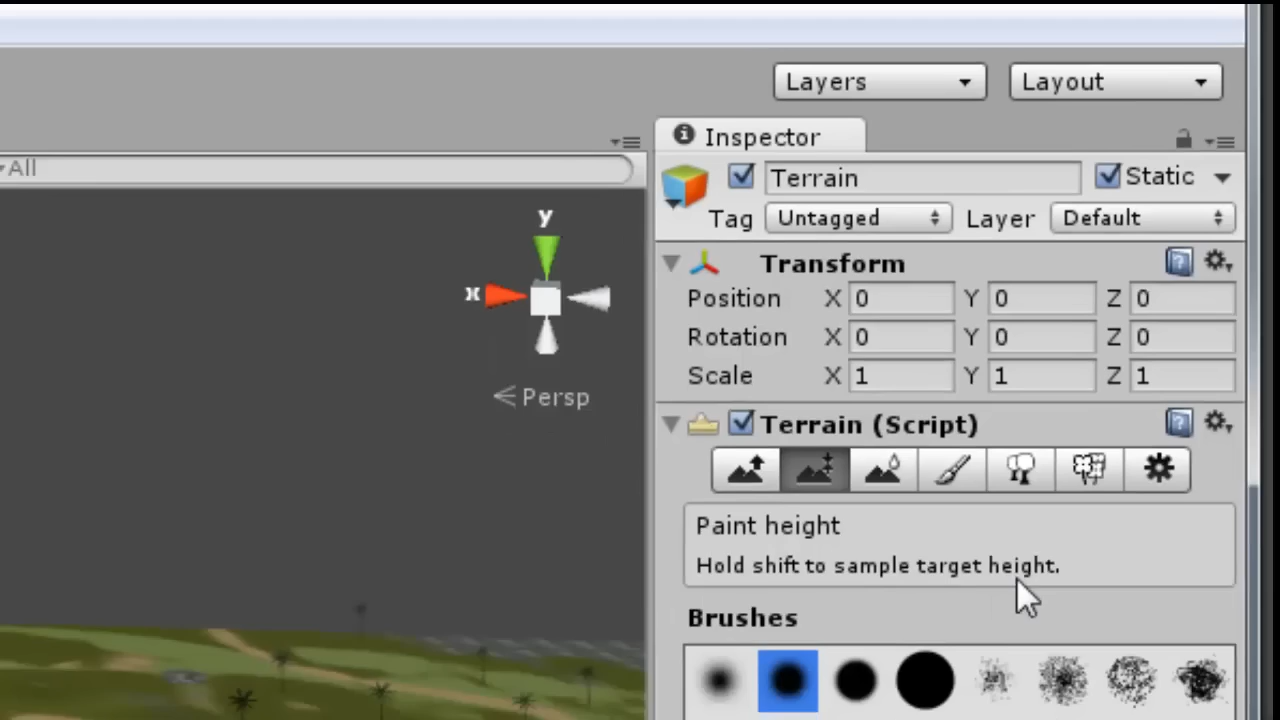 Layers Layout
Inspector
All
Terrain Static
Tag Untagged Layer Default
y
x
Persp
Transform
Position X 0 Y 0 Z 0
Rotation X 0 Y 0 Z 0
Scale X 1 Y 1 Z 1
Terrain (Script)
Paint height
Hold shift to sample target height.
Brushes